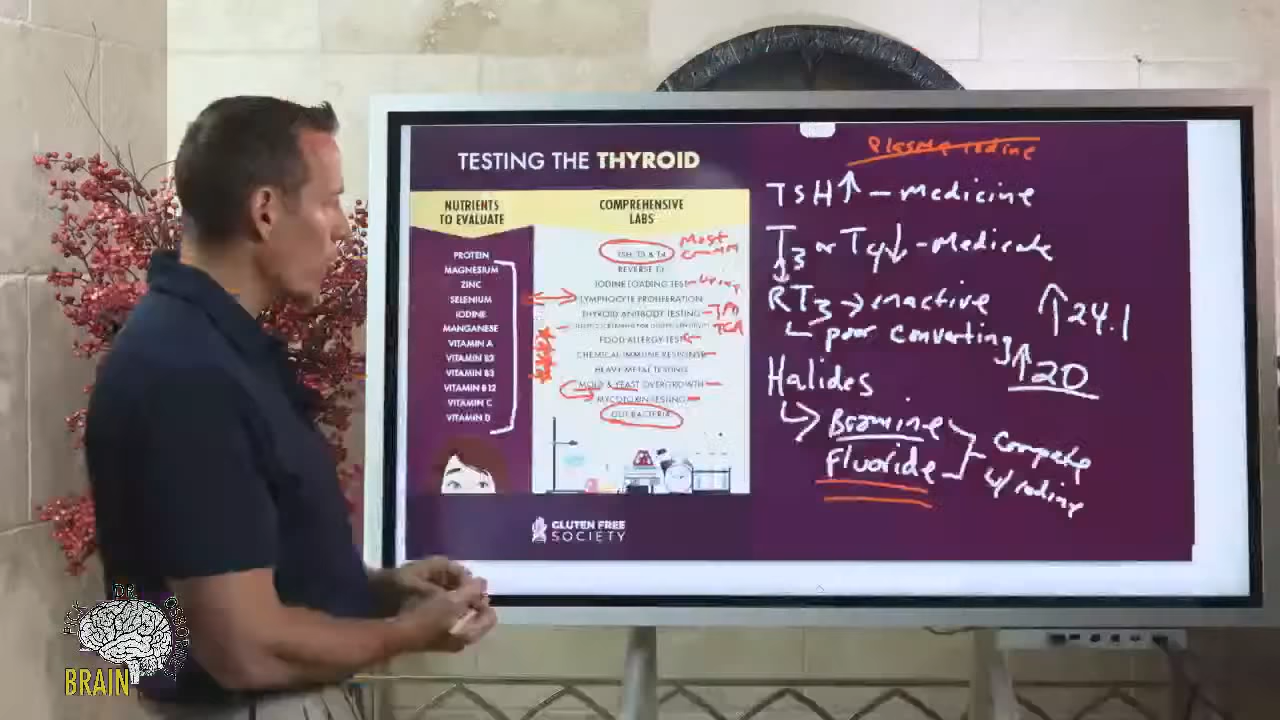 TESTING THE THYROID
NUTRIENTS
TO EVALUATE
PROTEIN
MAGNESIUM
ZINC
SELENIUM
IODINE
MANGANESE
VITAMIN A
VITAMIN B2
VITAMIN B3
VITAMIN B12
VITAMIN C
VITAMIN D
COMPREHENSIVE
LABS
TSH, T3 & T4
Most
REVERSE T3
IODINE LOADING TEST
LYMPHOCYTE PROLIFERATION
THYROID ANTIBODY TESTING
FOOD ALLERGY TEST
CHEMICAL IMMUNE RESPONSE
HEAVY METAL TESTING
MOLD & YEAST OVERGROWTH
MYCOTOXIN TESTING
GUT BACTERIA
GLUTEN FREE
SOCIETY
Plasma iodine
TSH ↑ - medicine
T3 or T4 ↓ - medicate
RT3 → inactive
poor converting
↑ 24.1
↑ 20
Halides
Bromine
Fluoride
compete
w/ iodine
BRAIN